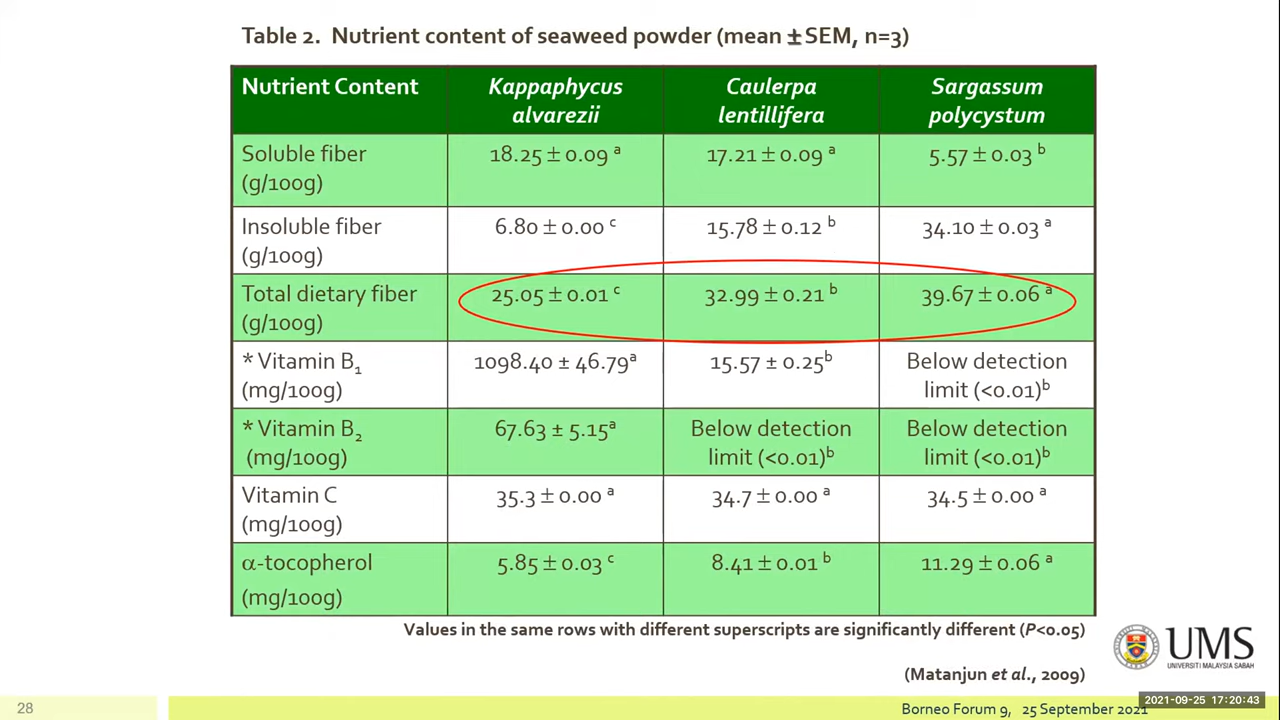 Table 2. Nutrient content of seaweed powder (mean ±SEM, n=3)
Nutrient Content
Kappaphycus alvarezii
Caulerpa lentillifera
Sargassum polycystum
Soluble fiber (g/100g)
18.25 ± 0.09 a
17.21 ± 0.09 a
5.57 ± 0.03 b
Insoluble fiber (g/100g)
6.80 ± 0.00 c
15.78 ± 0.12 b
34.10 ± 0.03 a
Total dietary fiber (g/100g)
25.05 ± 0.01 c
32.99 ± 0.21 b
39.67 ± 0.06 a
* Vitamin B1 (mg/100g)
1098.40 ± 46.79a
15.57 ± 0.25b
Below detection limit (<0.01)b
* Vitamin B2 (mg/100g)
67.63 ± 5.15a
Below detection limit (<0.01)b
Below detection limit (<0.01)b
Vitamin C (mg/100g)
35.3 ± 0.00 a
34.7 ± 0.00 a
34.5 ± 0.00 a
α-tocopherol (mg/100g)
5.85 ± 0.03 c
8.41 ± 0.01 b
11.29 ± 0.06 a
Values in the same rows with different superscripts are significantly different (P<0.05)
UMS
UNIVERSITI MALAYSIA SABAH
(Matanjun et al., 2009)
28
Borneo Forum 9, 25 September 2021
2021-09-25 17:20:43